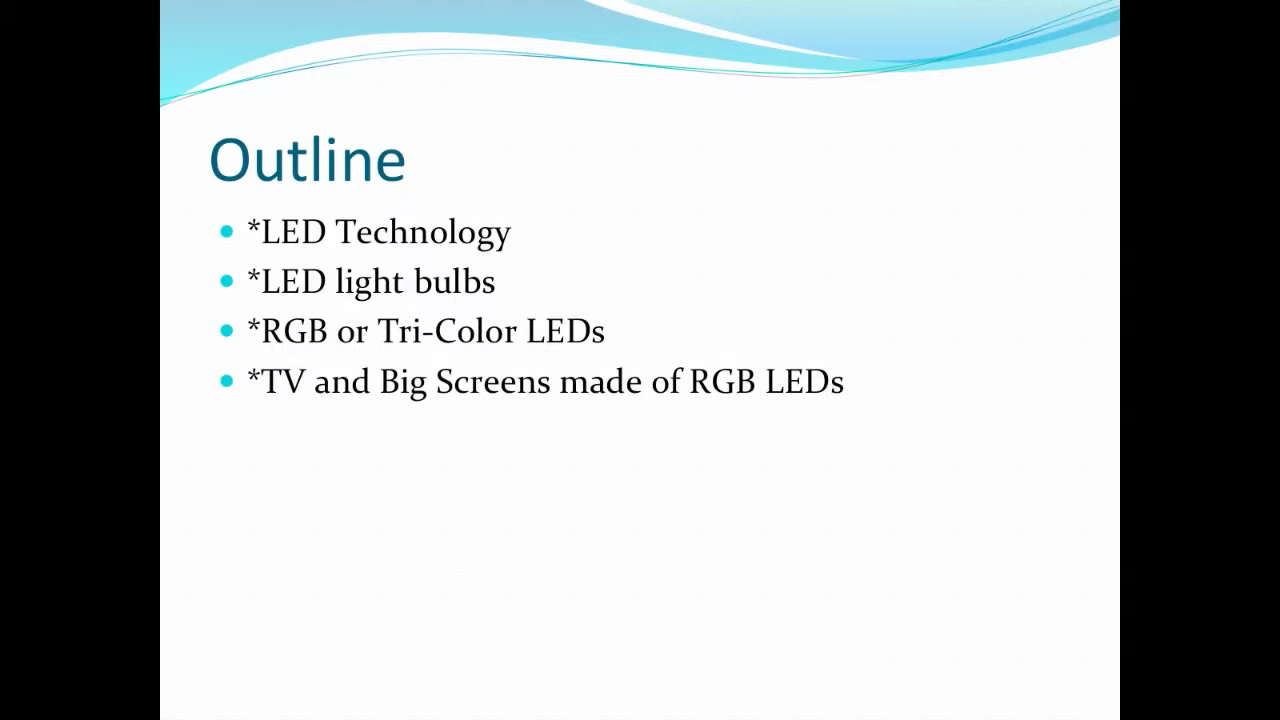 Outline
*LED Technology
*LED light bulbs
*RGB or Tri-Color LEDs
*TV and Big Screens made of RGB LEDs